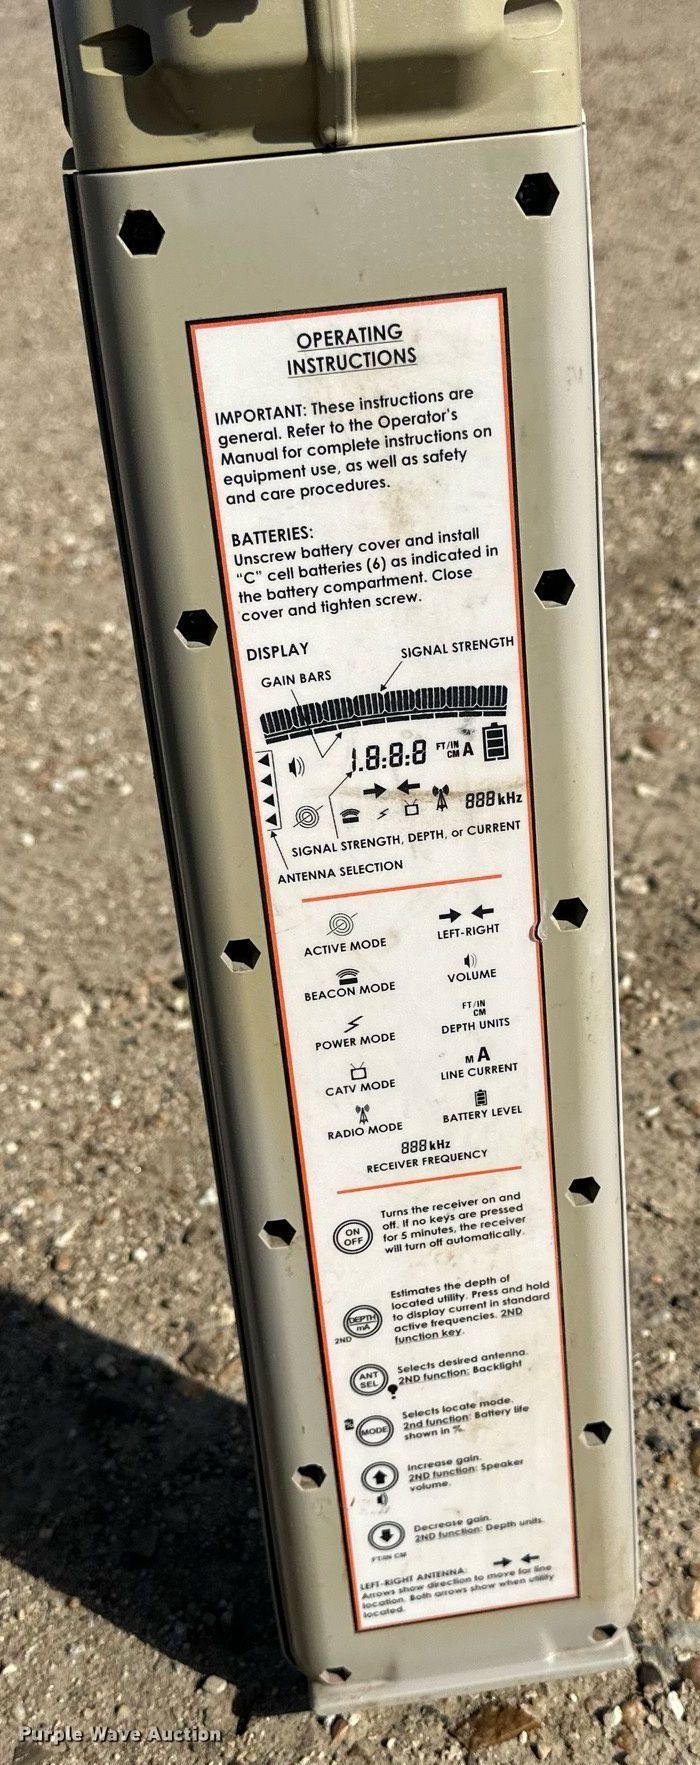 OPERATING
INSTRUCTIONS
IMPORTANT: These instructions are
general. Refer to the Operator's
Manual for complete instructions on
equipment use, as well as safety
and care procedures.
BATTERIES:
Unscrew battery cover and install
"C" cell batteries (6) as indicated in
the battery compartment. Close
cover and tighten screw.
DISPLAY
SIGNAL STRENGTH
GAIN BARS
1.8:8:8 FT/IN CM A
888 kHz
SIGNAL STRENGTH, DEPTH, or CURRENT
ANTENNA SELECTION
ACTIVE MODE
LEFT-RIGHT
BEACON MODE
VOLUME
POWER MODE
FT/IN
CM
DEPTH UNITS
CATV MODE
M A
LINE CURRENT
RADIO MODE
BATTERY LEVEL
888 kHz
RECEIVER FREQUENCY
ON
OFF
Turns the receiver on and
off. If no keys are pressed
for 5 minutes, the receiver
will turn off automatically.
DEPTH
mA
2ND
Estimates the depth of
located utility. Press and hold
to display current in standard
active frequencies. 2ND
function key.
ANT
SEL
Selects desired antenna.
2ND function: Backlight
MODE
Selects locate mode.
2nd function: Battery life
shown in %.
Increase gain.
2ND function: Speaker
volume.
Decrease gain.
2ND function: Depth units.
FT/IN CM
LEFT-RIGHT ANTENNA:
Arrows show direction to move for line
location. Both arrows show when utility
located.
Purple Wave Auction